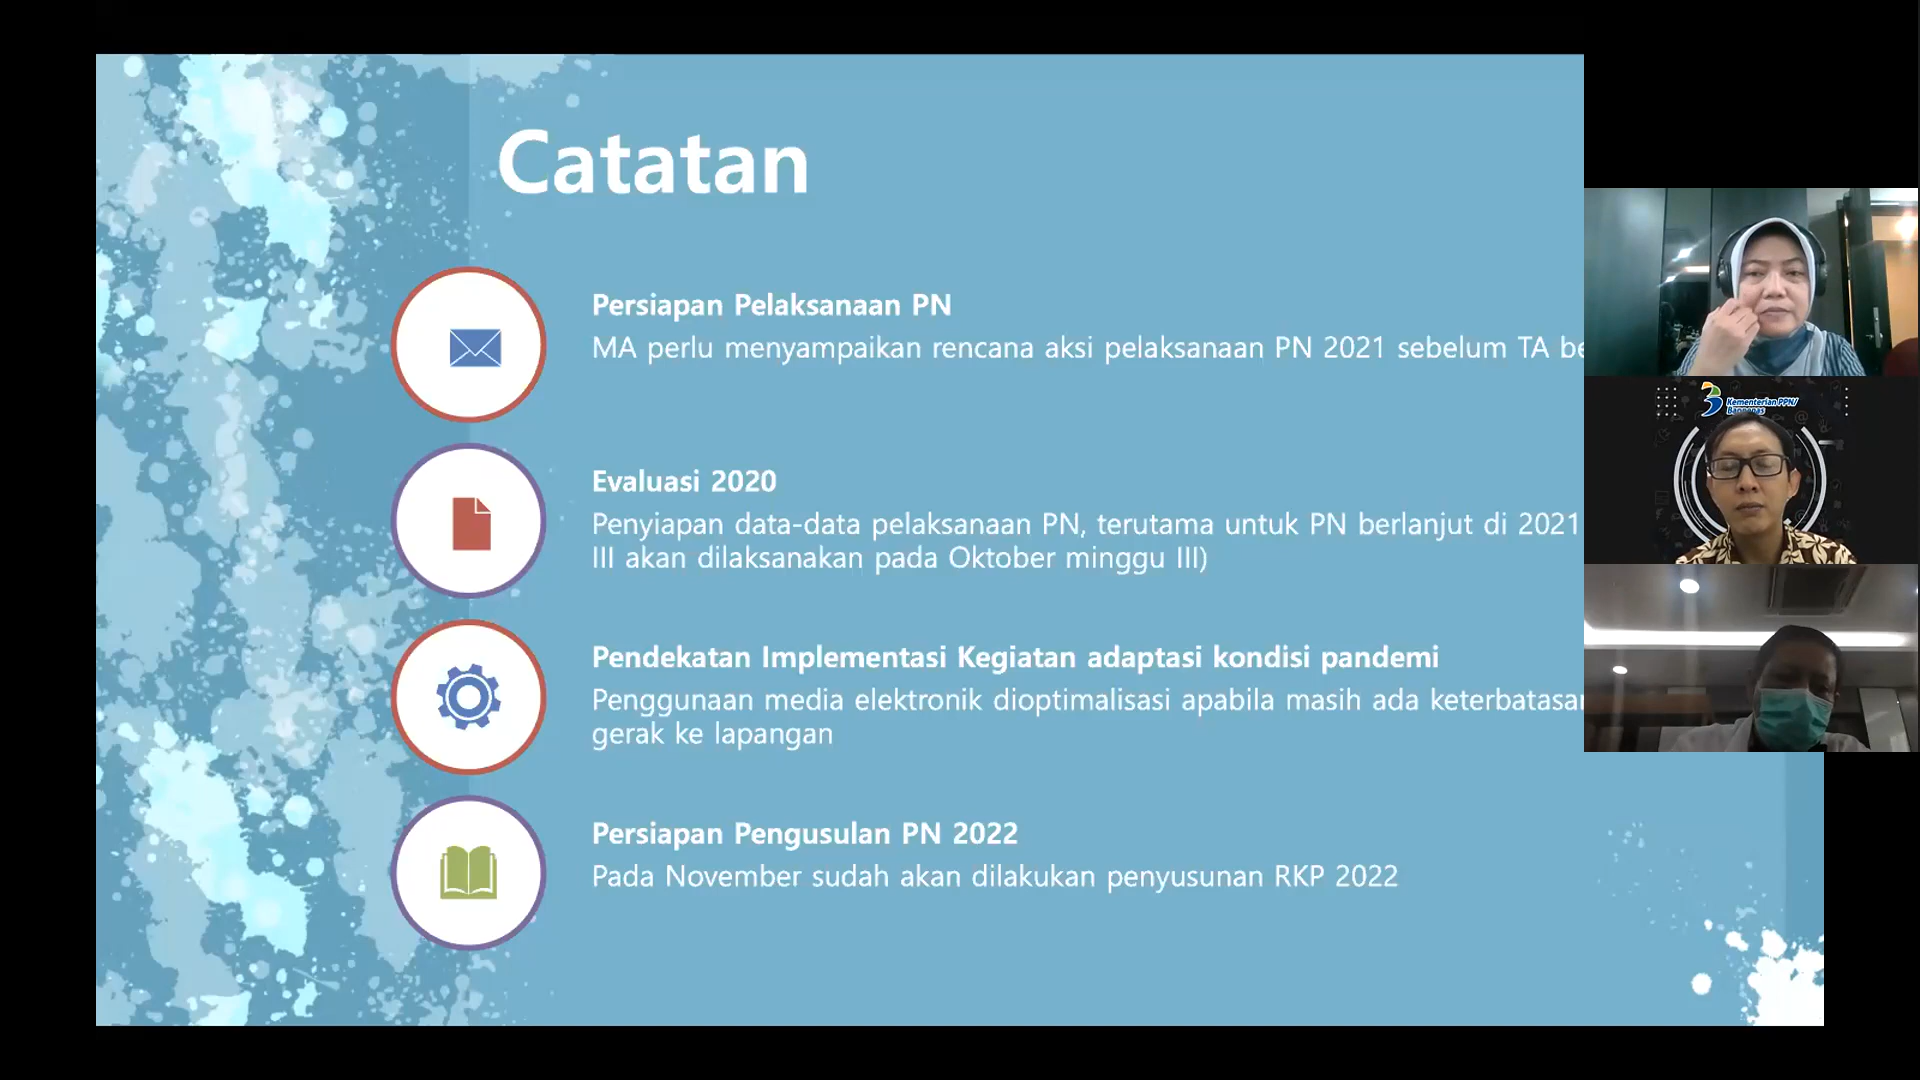 Catatan
Persiapan Pelaksanaan PN
MA perlu menyampaikan rencana aksi pelaksanaan PN 2021 sebelum TA
Evaluasi 2020
Penyiapan data-data pelaksanaan PN, terutama untuk PN berlanjut di 2021
III akan dilaksanakan pada Oktober minggu III)
Pendekatan Implementasi Kegiatan adaptasi kondisi pandemi
Penggunaan media elektronik dioptimalisasi apabila masih ada
gerak ke lapangan
Persiapan Pengusulan PN 2022
Pada November sudah akan dilakukan penyusunan RKP 2022
Kementerian PPN/
Bappenas